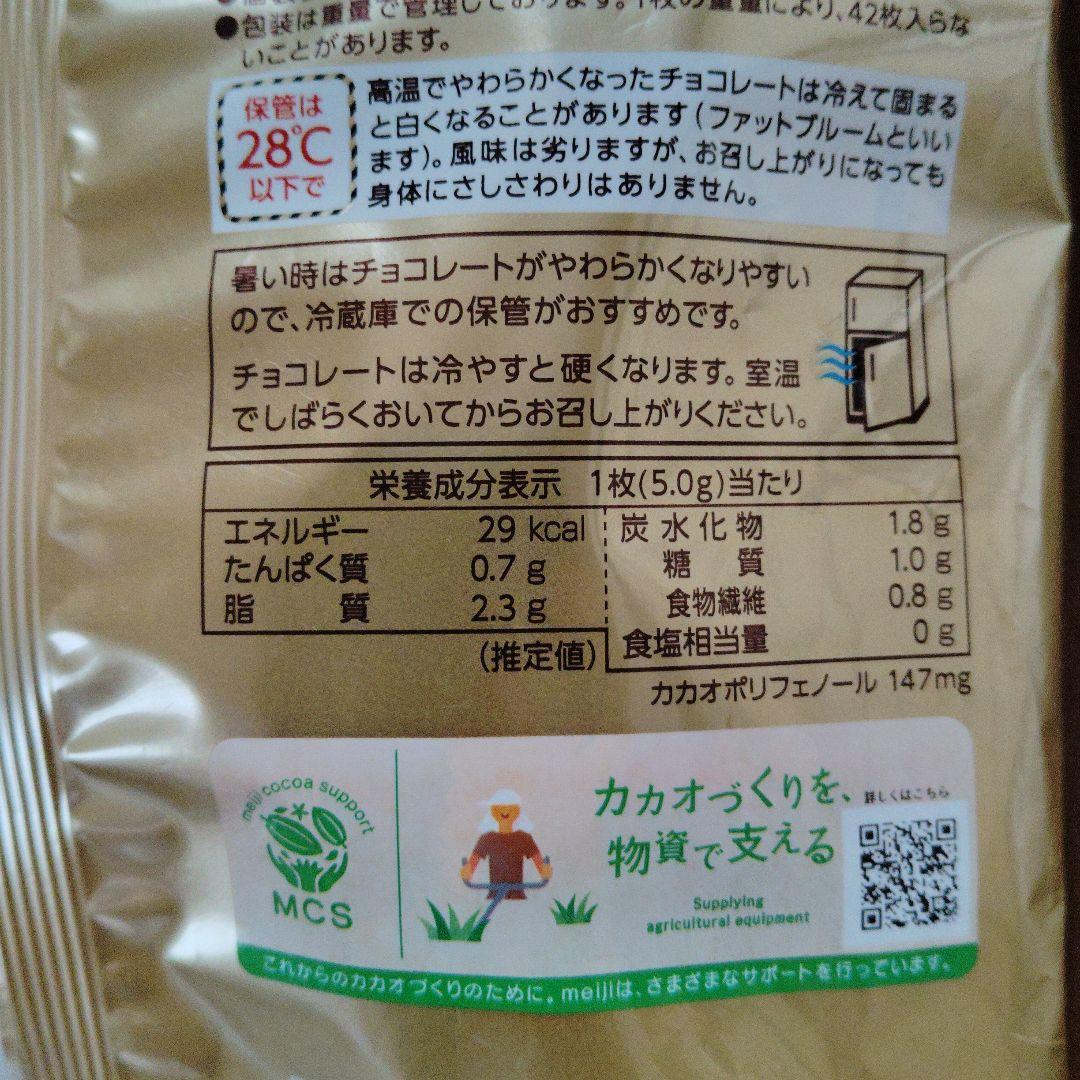 ●包装は重量で管理しております。1枚の重量により、42枚入らな
いことがあります。
保管は
28℃
以下で
高温でやわらかくなったチョコレートは冷えて固まる
と白くなることがあります(ファットブルームといい
ます)。風味は劣りますが、お召し上がりになっても
身体にさしさわりはありません。
暑い時はチョコレートがやわらかくなりやすい
ので、冷蔵庫での保管がおすすめです。
チョコレートは冷やすと硬くなります。室温
でしばらくおいてからお召し上がりください。
栄養成分表示 1枚(5.0g)当たり
エネルギー 29 kcal
たんぱく質 0.7 g
脂質 2.3 g
(推定値)
炭水化物 1.8 g
糖質 1.0 g
食物繊維 0.8 g
食塩相当量 0 g
カカオポリフェノール 147mg
meiji cocoa support
MCS
カカオづくりを、
物資で支える
Supplying
agricultural equipment
詳しくはこちら
これからのカカオづくりのために。meijiは、さまざまなサポートを行っています。